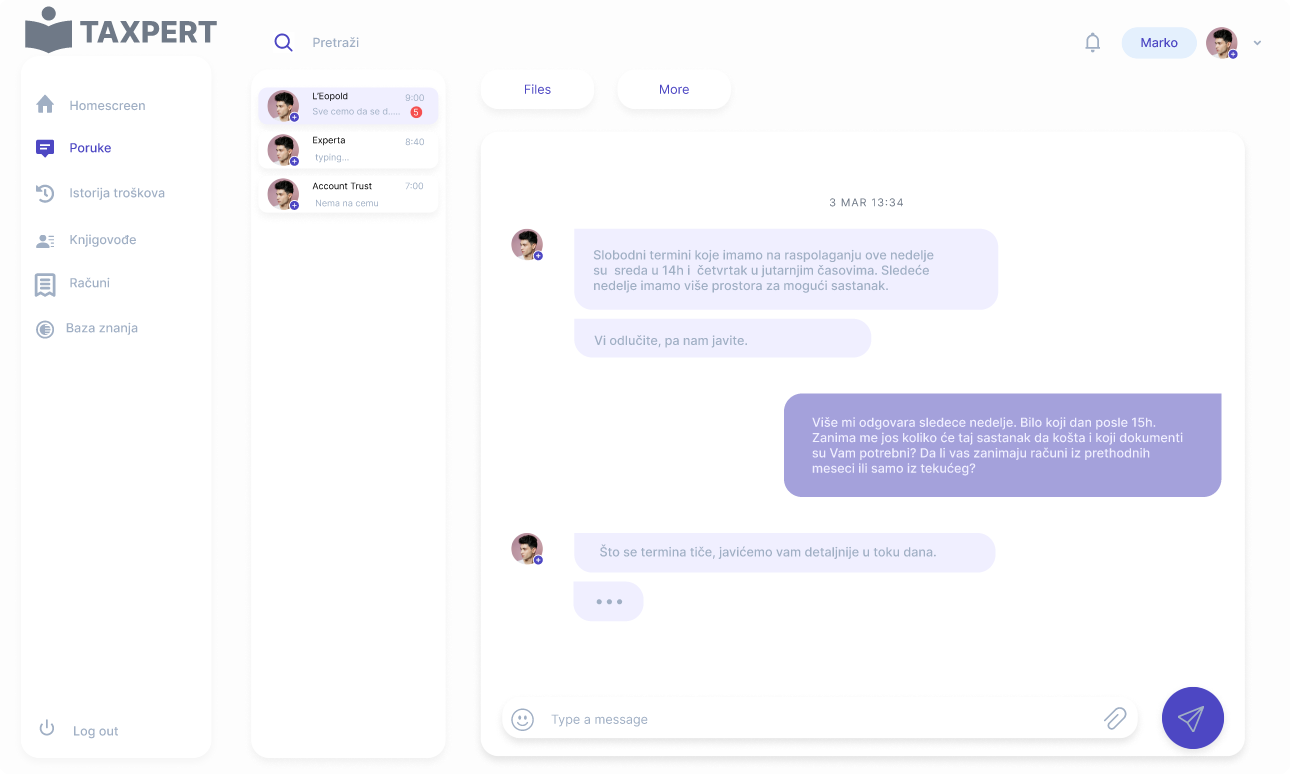 TAXPERT
Pretraži
Marko
Homescreen
Poruke
Istorija troškova
Knjigovođe
Računi
Baza znanja
Log out
L'Eopold
9:00
Sve cemo da se d.....
5
Experta
8:40
typing...
Account Trust
7:00
Nema na cemu
Files
More
3 MAR 13:34
Slobodni termini koje imamo na raspolaganju ove nedelje
su sreda u 14h i četvrtak u jutarnjim časovima. Sledeće
nedelje imamo više prostora za mogući sastanak.
Vi odlučite, pa nam javite.
Više mi odgovara sledece nedelje. Bilo koji dan posle 15h.
Zanima me jos koliko će taj sastanak da košta i koji dokumenti
su Vam potrebni? Da li vas zanimaju računi iz prethodnih
meseci ili samo iz tekućeg?
Što se termina tiče, javićemo vam detaljnije u toku dana.
Type a message